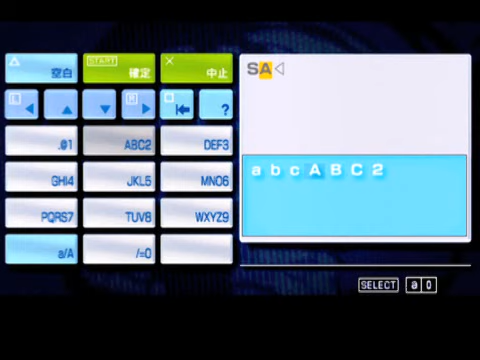 △ 空白 START 確定 × 中止
L R □ ?
.@1 ABC2 DEF3
GHI4 JKL5 MNO6
PQRS7 TUV8 WXYZ9
a/A /=0
SA
a b c A B C 2
SELECT a 0